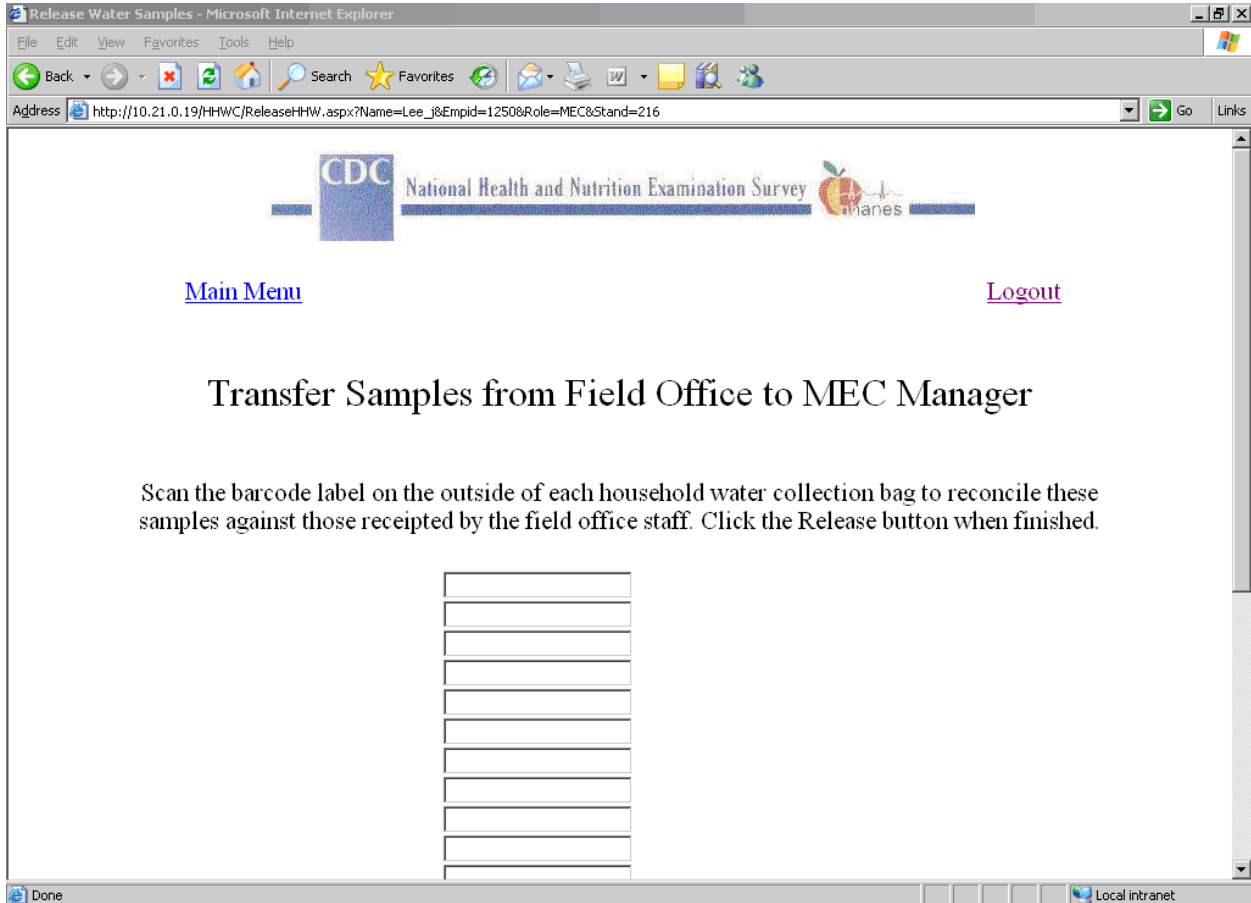 Release Water Samples - Microsoft Internet Explorer
File Edit View Favorites Tools Help
Back Search Favorites
Address http://10.21.0.19/HHWC/ReleaseHHW.aspx?Name=Lee_j&Empid=1250&Role=MEC&Stand=216 Go Links
CDC National Health and Nutrition Examination Survey
nhanes
Main Menu Logout
Transfer Samples from Field Office to MEC Manager
Scan the barcode label on the outside of each household water collection bag to reconcile these
samples against those receipted by the field office staff. Click the Release button when finished.
Done Local intranet